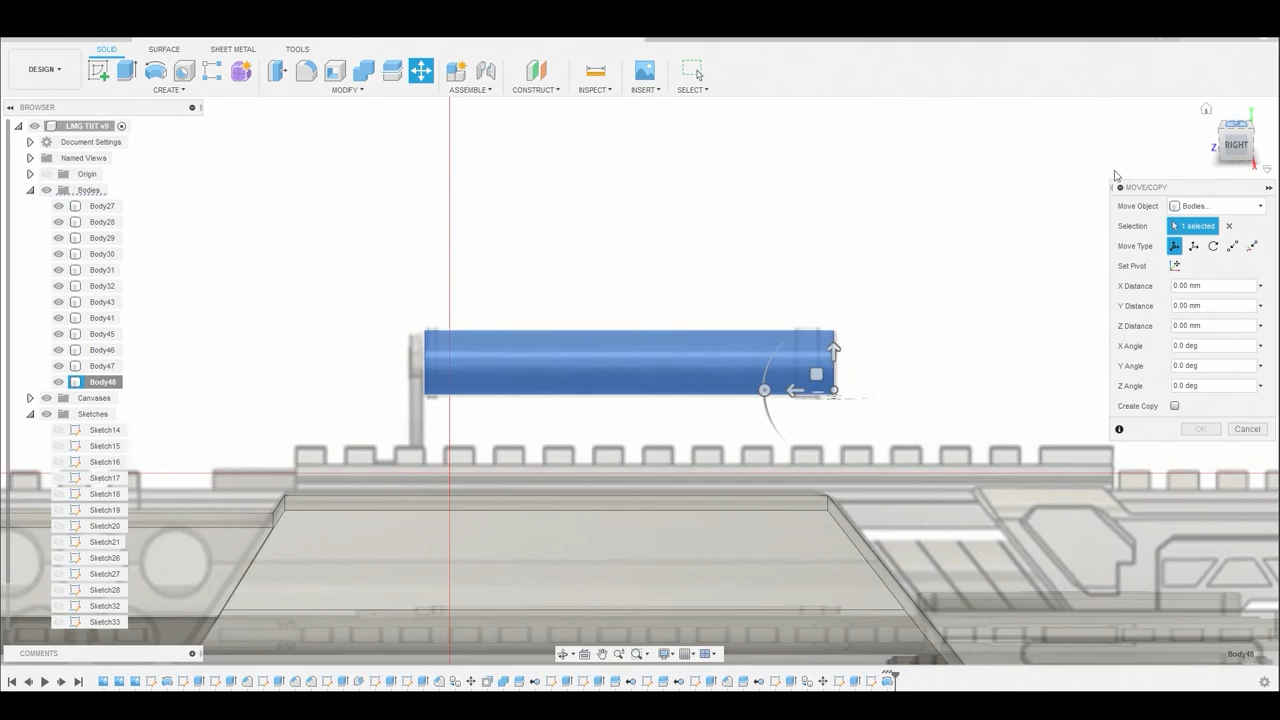 SOLID SURFACE SHEET METAL TOOLS
DESIGN
CREATE MODIFY ASSEMBLE CONSTRUCT INSPECT INSERT SELECT
BROWSER
LMG TUT v9
Document Settings
Named Views
Origin
Bodies
Body27
Body28
Body29
Body30
Body31
Body32
Body43
Body41
Body45
Body46
Body47
Body48
Canvases
Sketches
Sketch14
Sketch15
Sketch16
Sketch17
Sketch18
Sketch19
Sketch20
Sketch21
Sketch26
Sketch27
Sketch28
Sketch32
Sketch33
COMMENTS
RIGHT
Z
X
MOVE/COPY
Move Object Bodies...
Selection 1 selected
Move Type
Set Pivot
X Distance 0.00 mm
Y Distance 0.00 mm
Z Distance 0.00 mm
X Angle 0.0 deg
Y Angle 0.0 deg
Z Angle 0.0 deg
Create Copy
OK Cancel
Body48